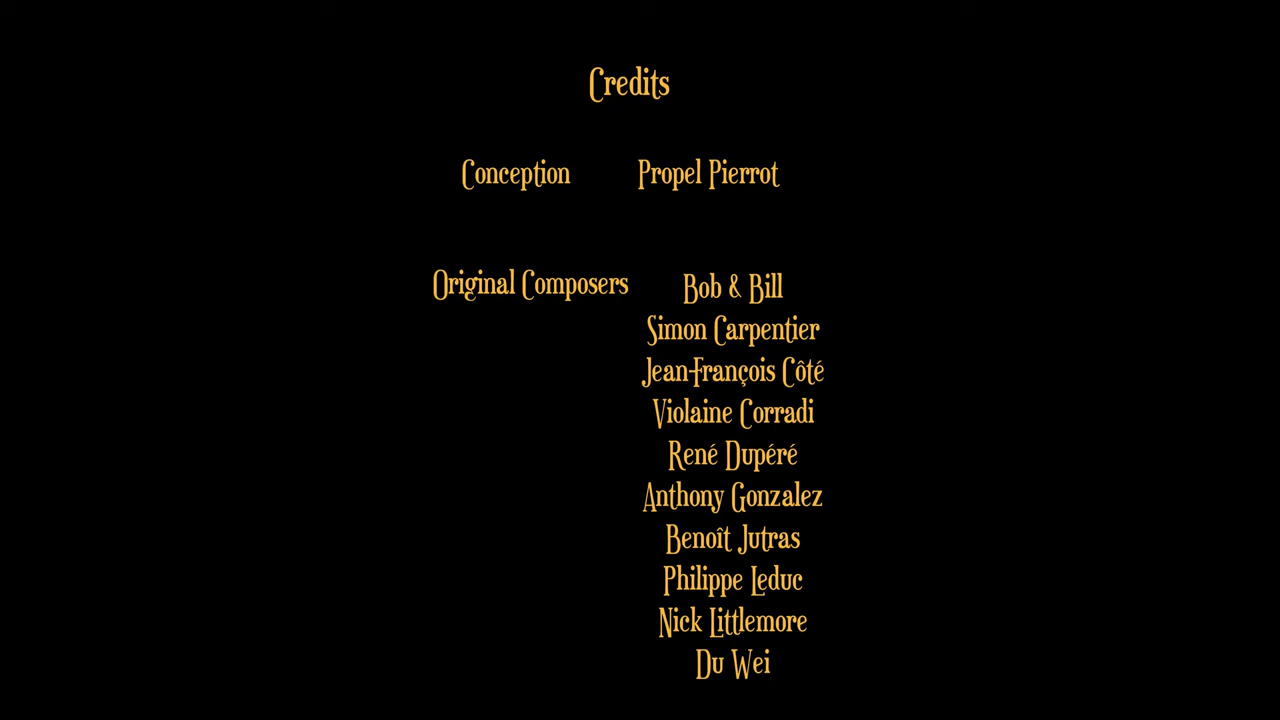 Credits
Conception Propel Pierrot
Original Composers Bob & Bill
Simon Carpentier
Jean-François Côté
Violaine Corradi
René Dupéré
Anthony Gonzalez
Benoît Jutras
Philippe Leduc
Nick Littlemore
Du Wei